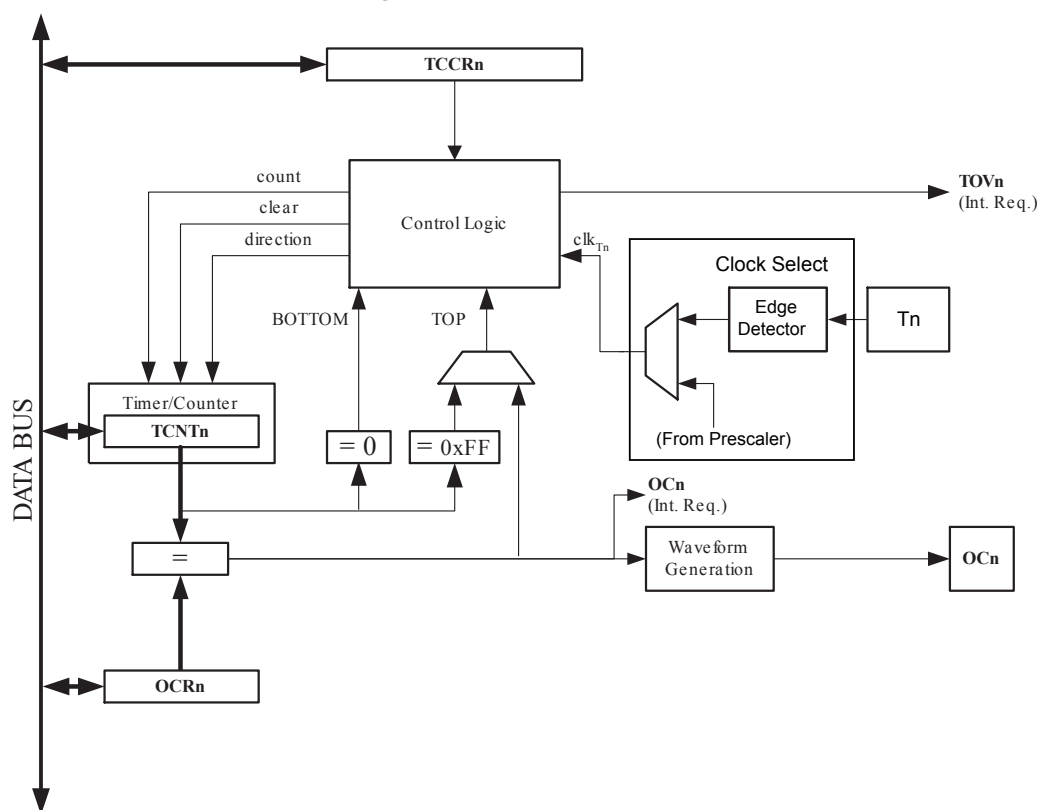 TCCRn
count
clear
direction
Control Logic
TOVn
(Int. Req.)
clkTn
Clock Select
Edge
Detector
Tn
(From Prescaler)
BOTTOM
TOP
Timer/Counter
TCNTn
= 0
= 0xFF
DATA BUS
OCn
(Int. Req.)
=
Waveform
Generation
OCn
OCRn